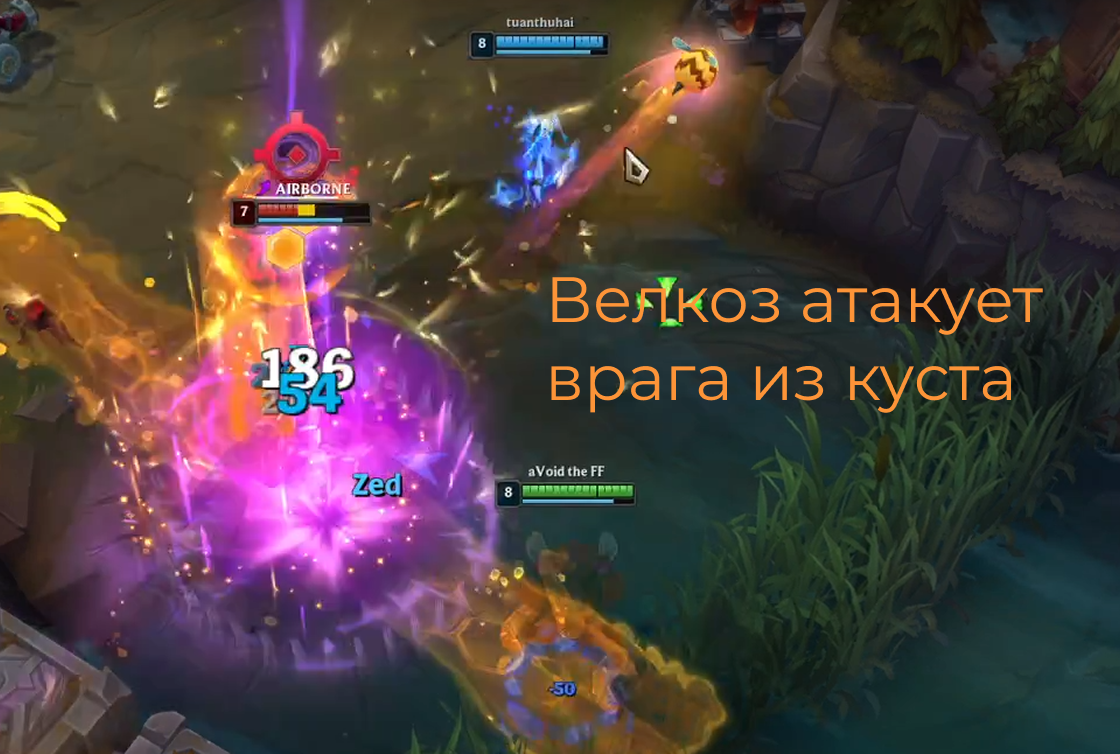 tuanthuhai
8
AIRBORNE
7
Велкоз атакует
врага из куста
186
54
aVoid the FF
8
Zed
-50